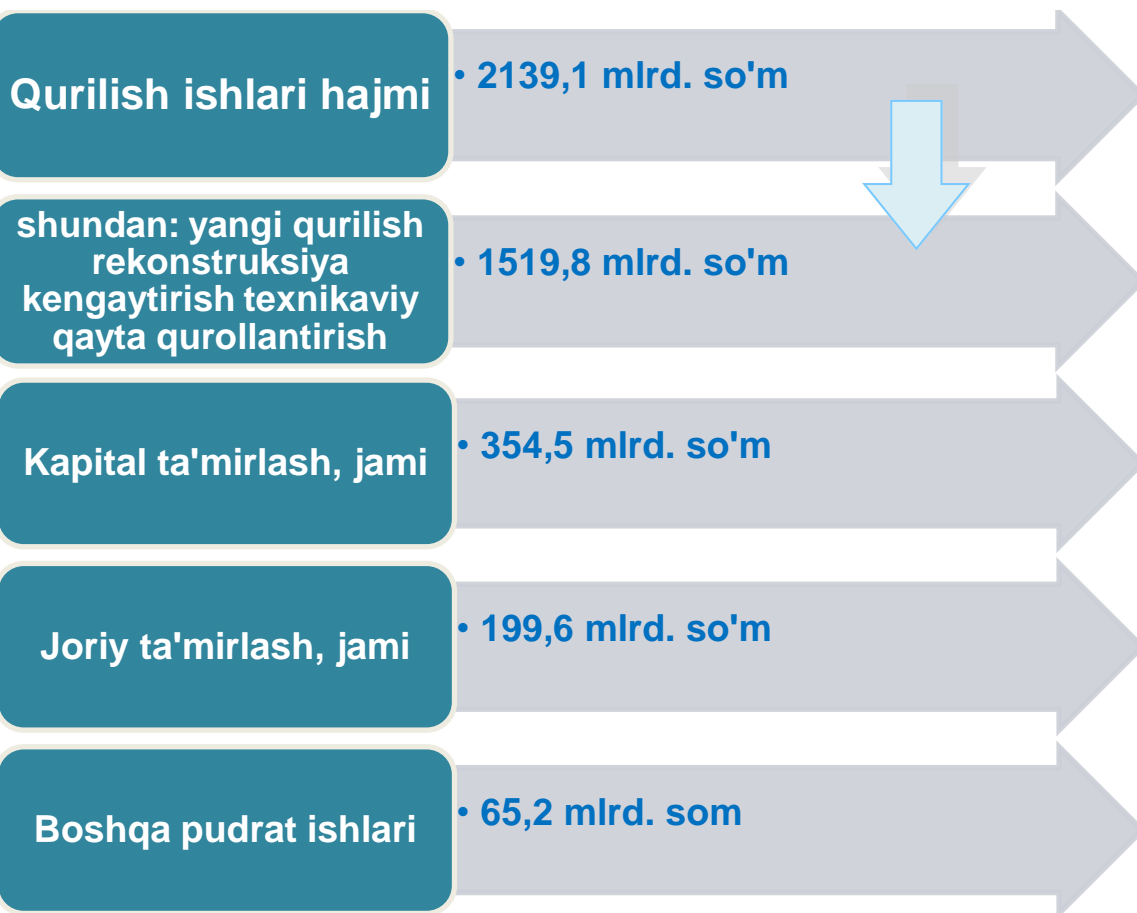 Qurilish ishlari hajmi
• 2139,1 mlrd. so'm
shundan: yangi qurilish
rekonstruksiya
kengaytirish texnikaviy
qayta qurollantirish
• 1519,8 mlrd. so'm
Kapital ta'mirlash, jami
• 354,5 mlrd. so'm
Joriy ta'mirlash, jami
• 199,6 mlrd. so'm
Boshqa pudrat ishlari
• 65,2 mlrd. som